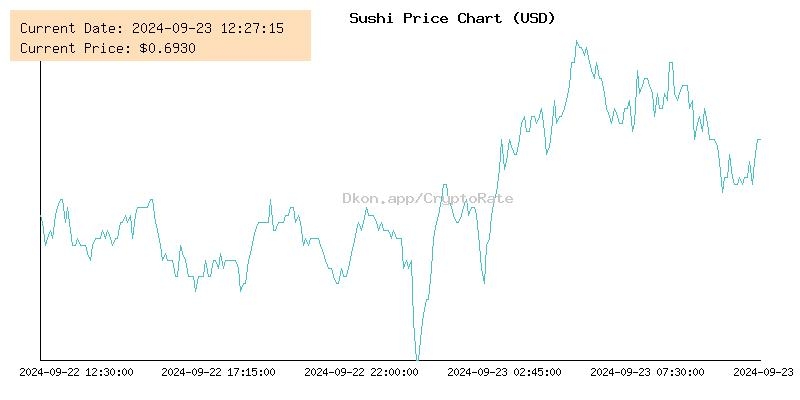 Sushi Price Chart (USD)
Current Date: 2024-09-23 12:27:15
Current Price: $0.6930
Dkon.app/CryptoRate
2024-09-22 12:30:00 2024-09-22 17:15:00 2024-09-22 22:00:00 2024-09-23 02:45:00 2024-09-23 07:30:00 2024-09-23